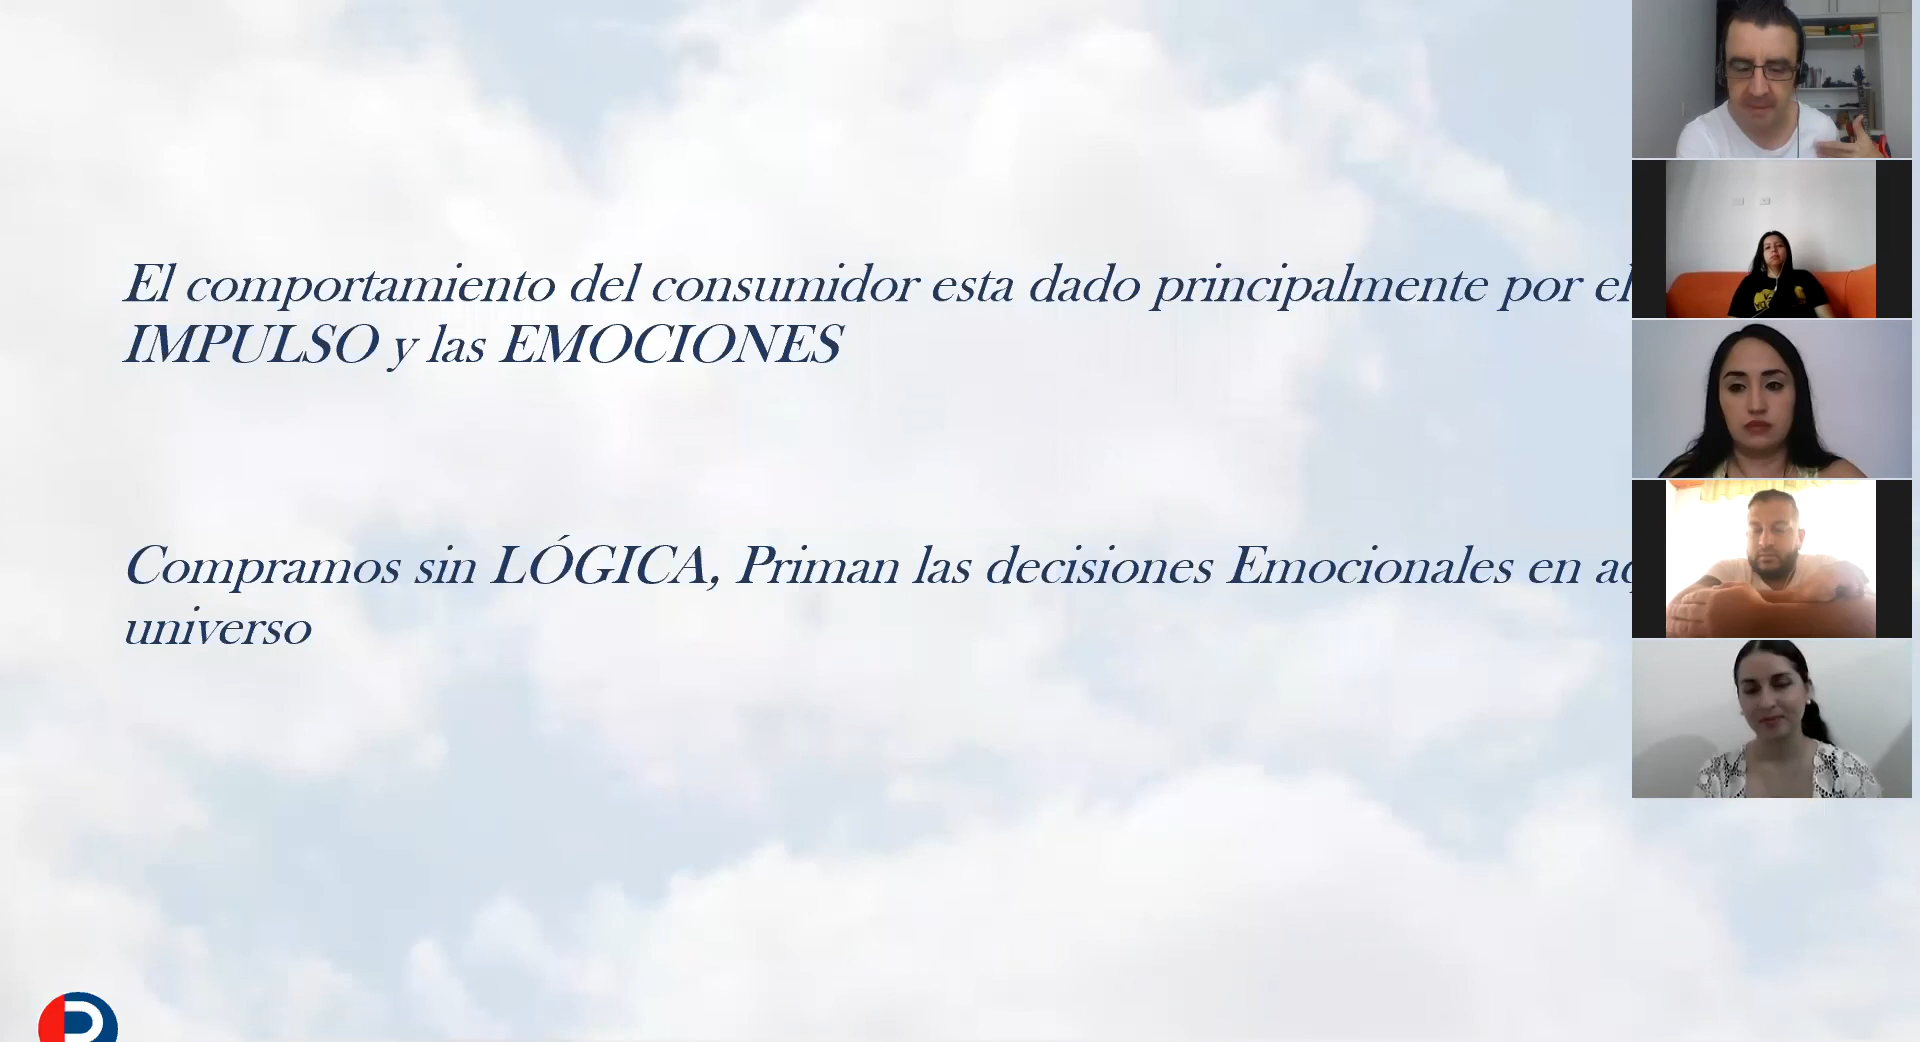 El comportamiento del consumidor esta dado principalmente por el
IMPULSO y las EMOCIONES
Compramos sin LÓGICA, Priman las decisiones Emocionales en
universo